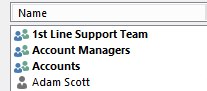 Name
1st Line Support Team
Account Managers
Accounts
Adam Scott